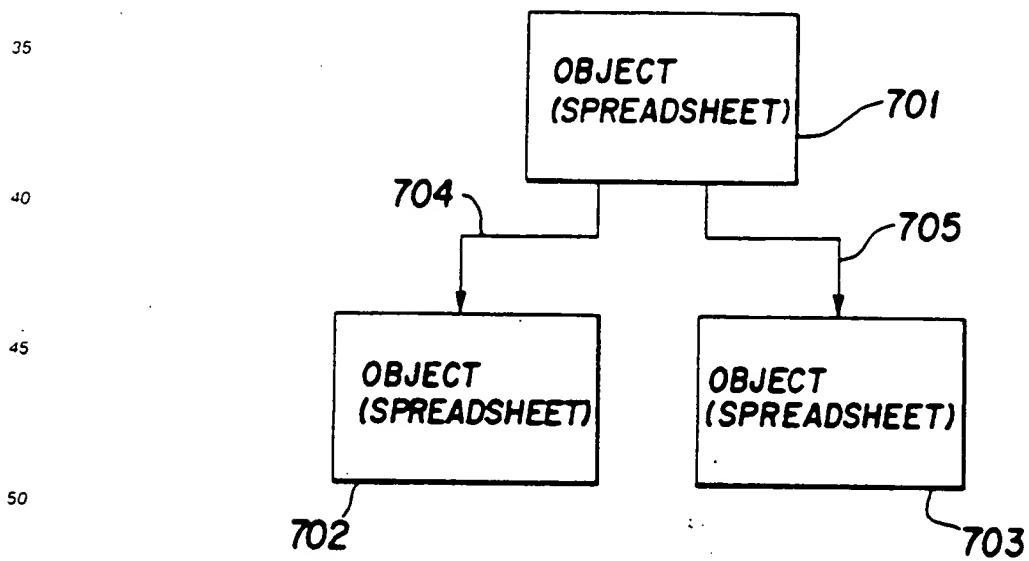 35
OBJECT
(SPREADSHEET)
701
40
704
705
45
OBJECT
(SPREADSHEET)
OBJECT
(SPREADSHEET)
50
702
703